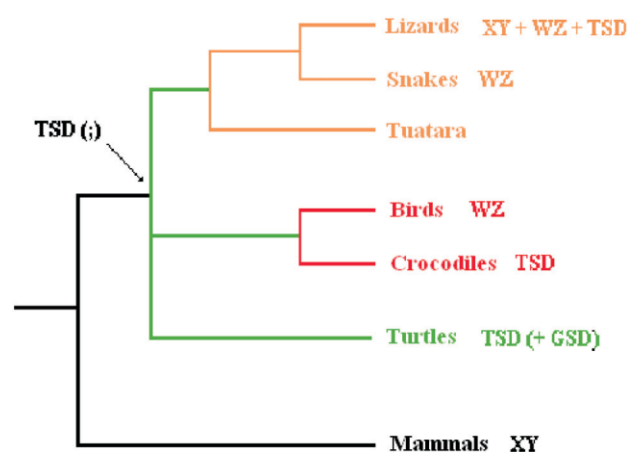 Lizards XY + WZ + TSD
Snakes WZ
TSD (;)
Tuatara
Birds WZ
Crocodiles TSD
Turtles TSD (+ GSD)
Mammals XY